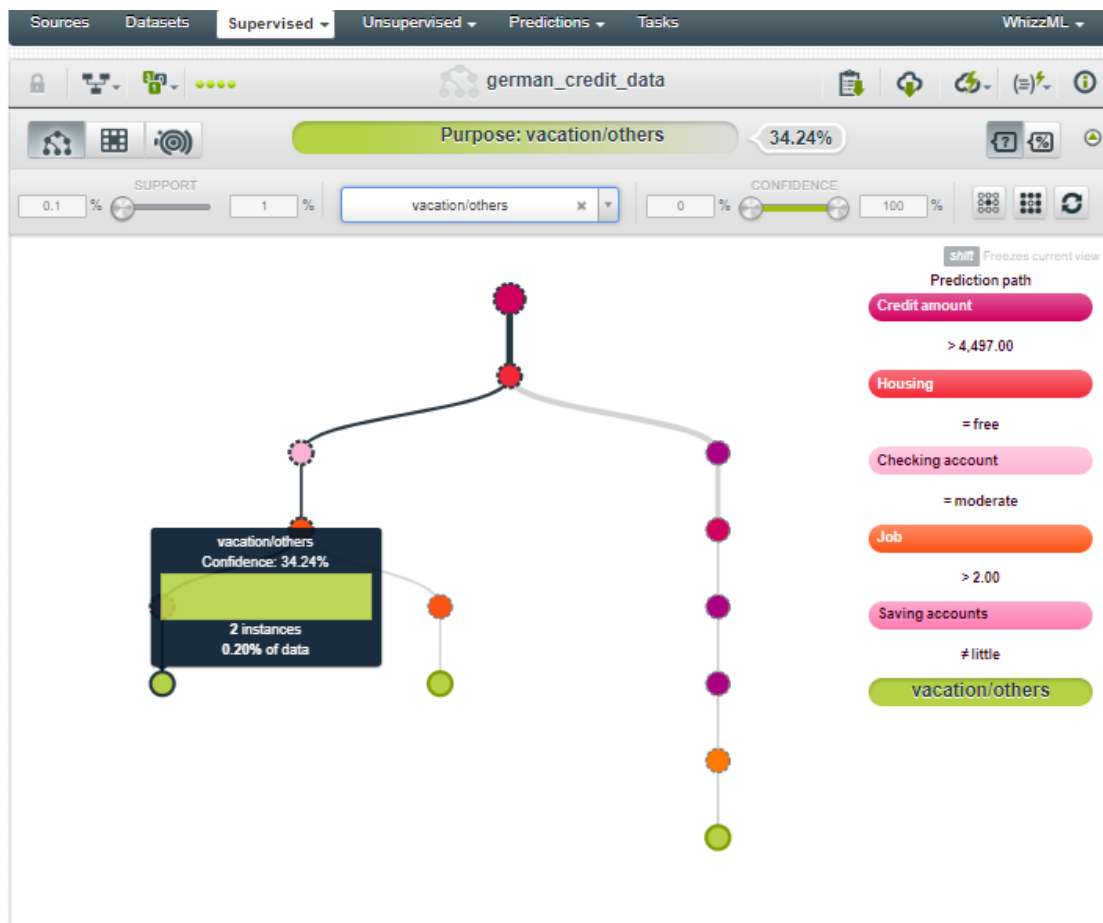 Sources Datasets Supervised Unsupervised Predictions Tasks WhizzML
german_credit_data
Purpose: vacation/others 34.24%
SUPPORT CONFIDENCE
0.1 % 1 % vacation/others × 0 % 100 %
shift Freezes current view
Prediction path
Credit amount
> 4,497.00
Housing
= free
Checking account
= moderate
Job
> 2.00
Saving accounts
≠ little
vacation/others
vacation/others
Confidence: 34.24%
2 instances
0.20% of data